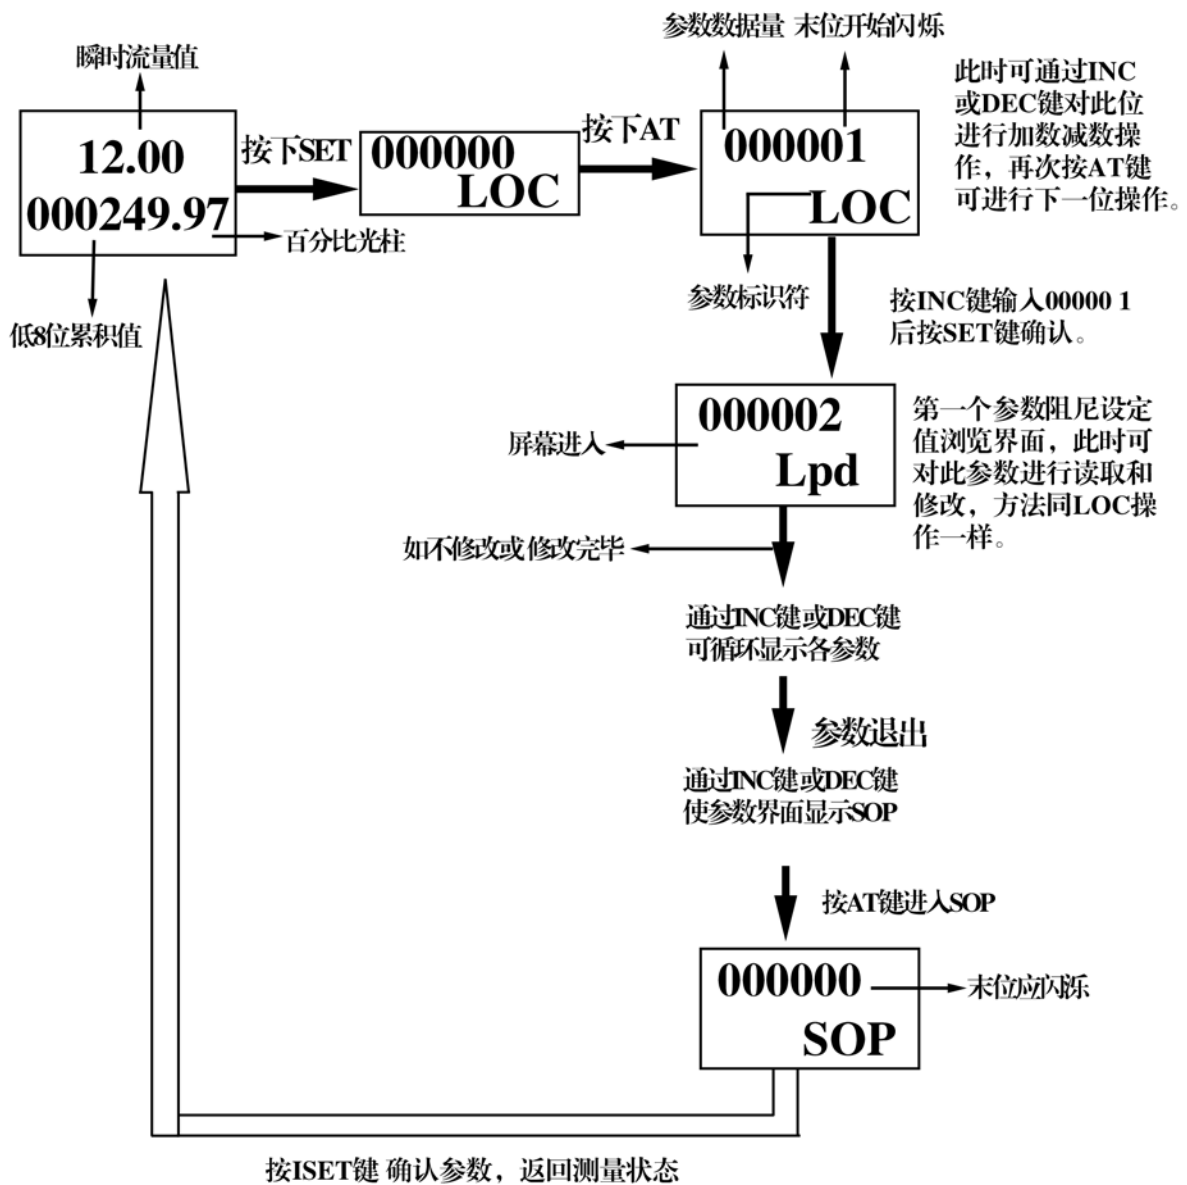 参数数据量 末位开始闪烁
瞬时流量值
此时可通过INC
或DEC键对此位
进行加数减数操
作，再次按AT键
可进行下一位操作。
12.00
000249.97
按下SET
000000
LOC
按下AT
000001
LOC
百分比光柱
低8位累积值
参数标识符
按INC键输入00000 1
后按SET键确认。
000002
Lpd
屏幕进入
第一个参数阻尼设定
值浏览界面，此时可
对此参数进行读取和
修改，方法同LOC操
作一样。
如不修改或修改完毕
通过INC键或DEC键
可循环显示各参数
参数退出
通过INC键或DEC键
使参数界面显示SOP
按AT键进入SOP
000000
SOP
末位应闪泺
按ISET键 确认参数，返回测量状态